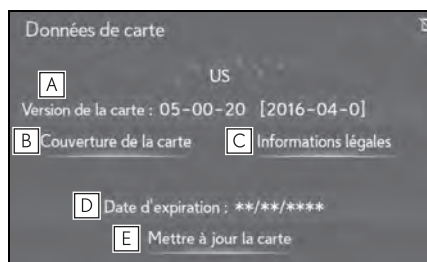 Données de carte
US
A
Version de la carte : 05-00-20 [2016-04-0]
B Couverture de la carte C Informations légales
D Date d'expiration : **/**/****
E Mettre à jour la carte